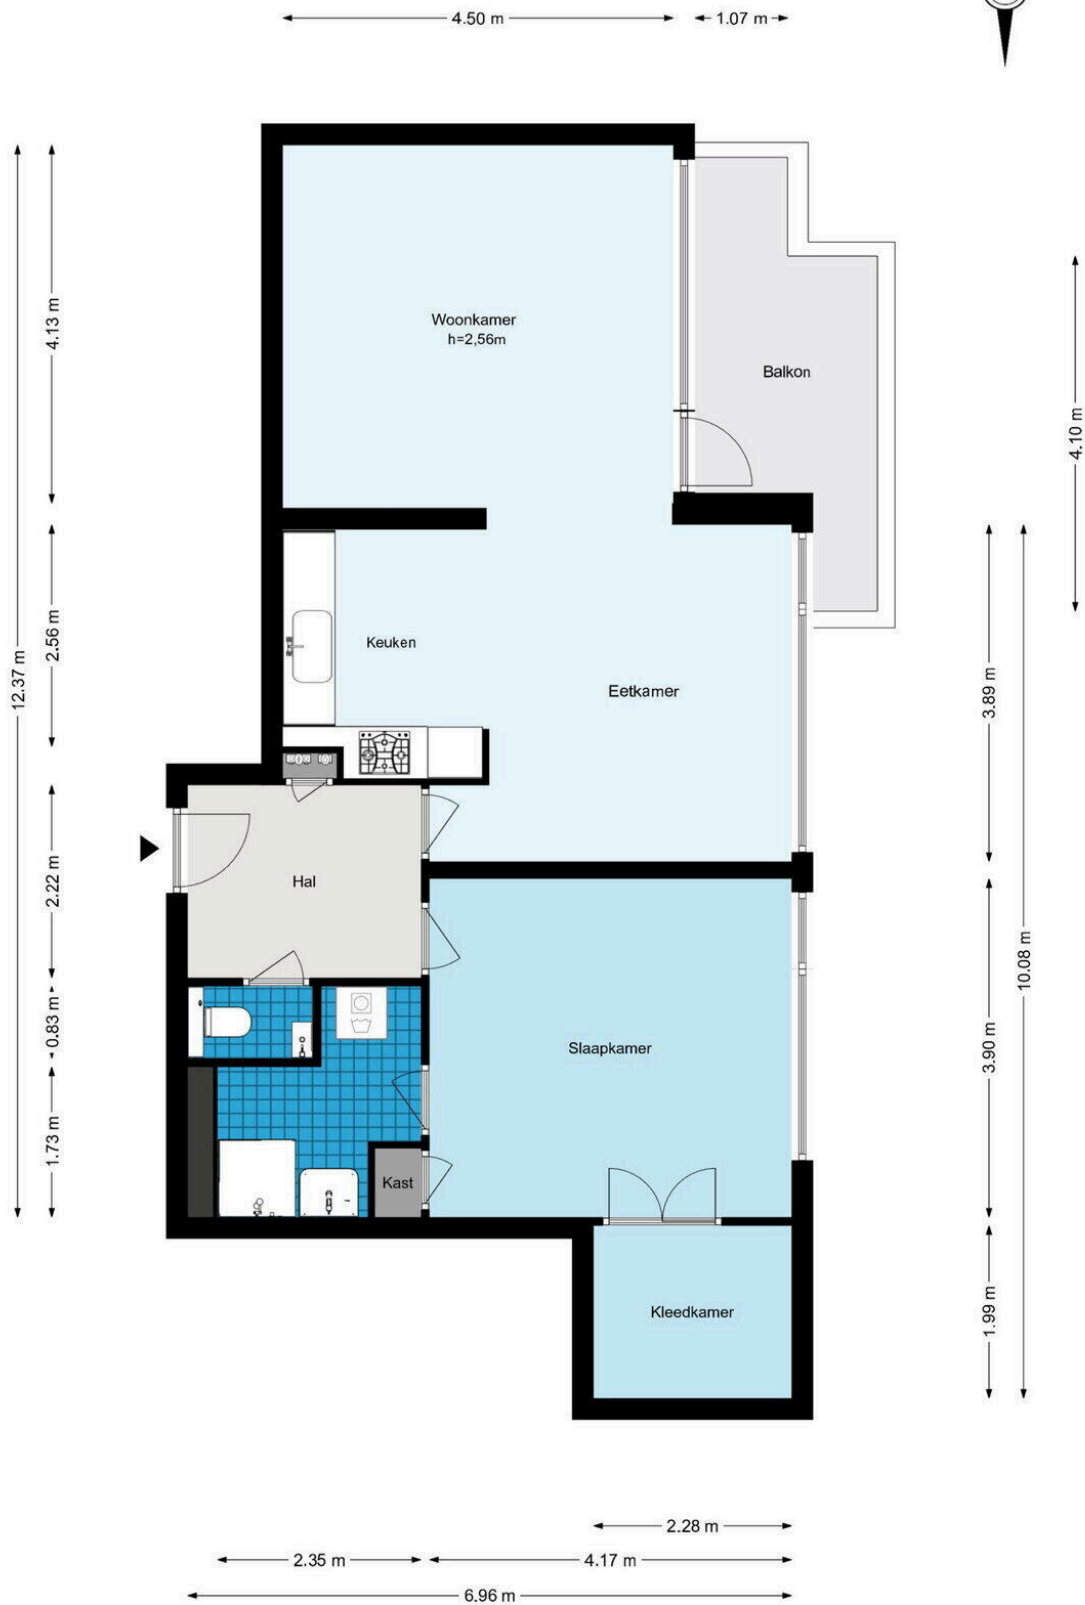 4.50 m
1.07 m
Woonkamer
h=2,56m
4.13 m
Balkon
4.10 m
2.56 m
12.37 m
Keuken
Eetkamer
3.89 m
2.22 m
Hal
10.08 m
0.83 m
Slaapkamer
3.90 m
1.73 m
Kast
Kleedkamer
1.99 m
2.28 m
2.35 m
4.17 m
6.96 m